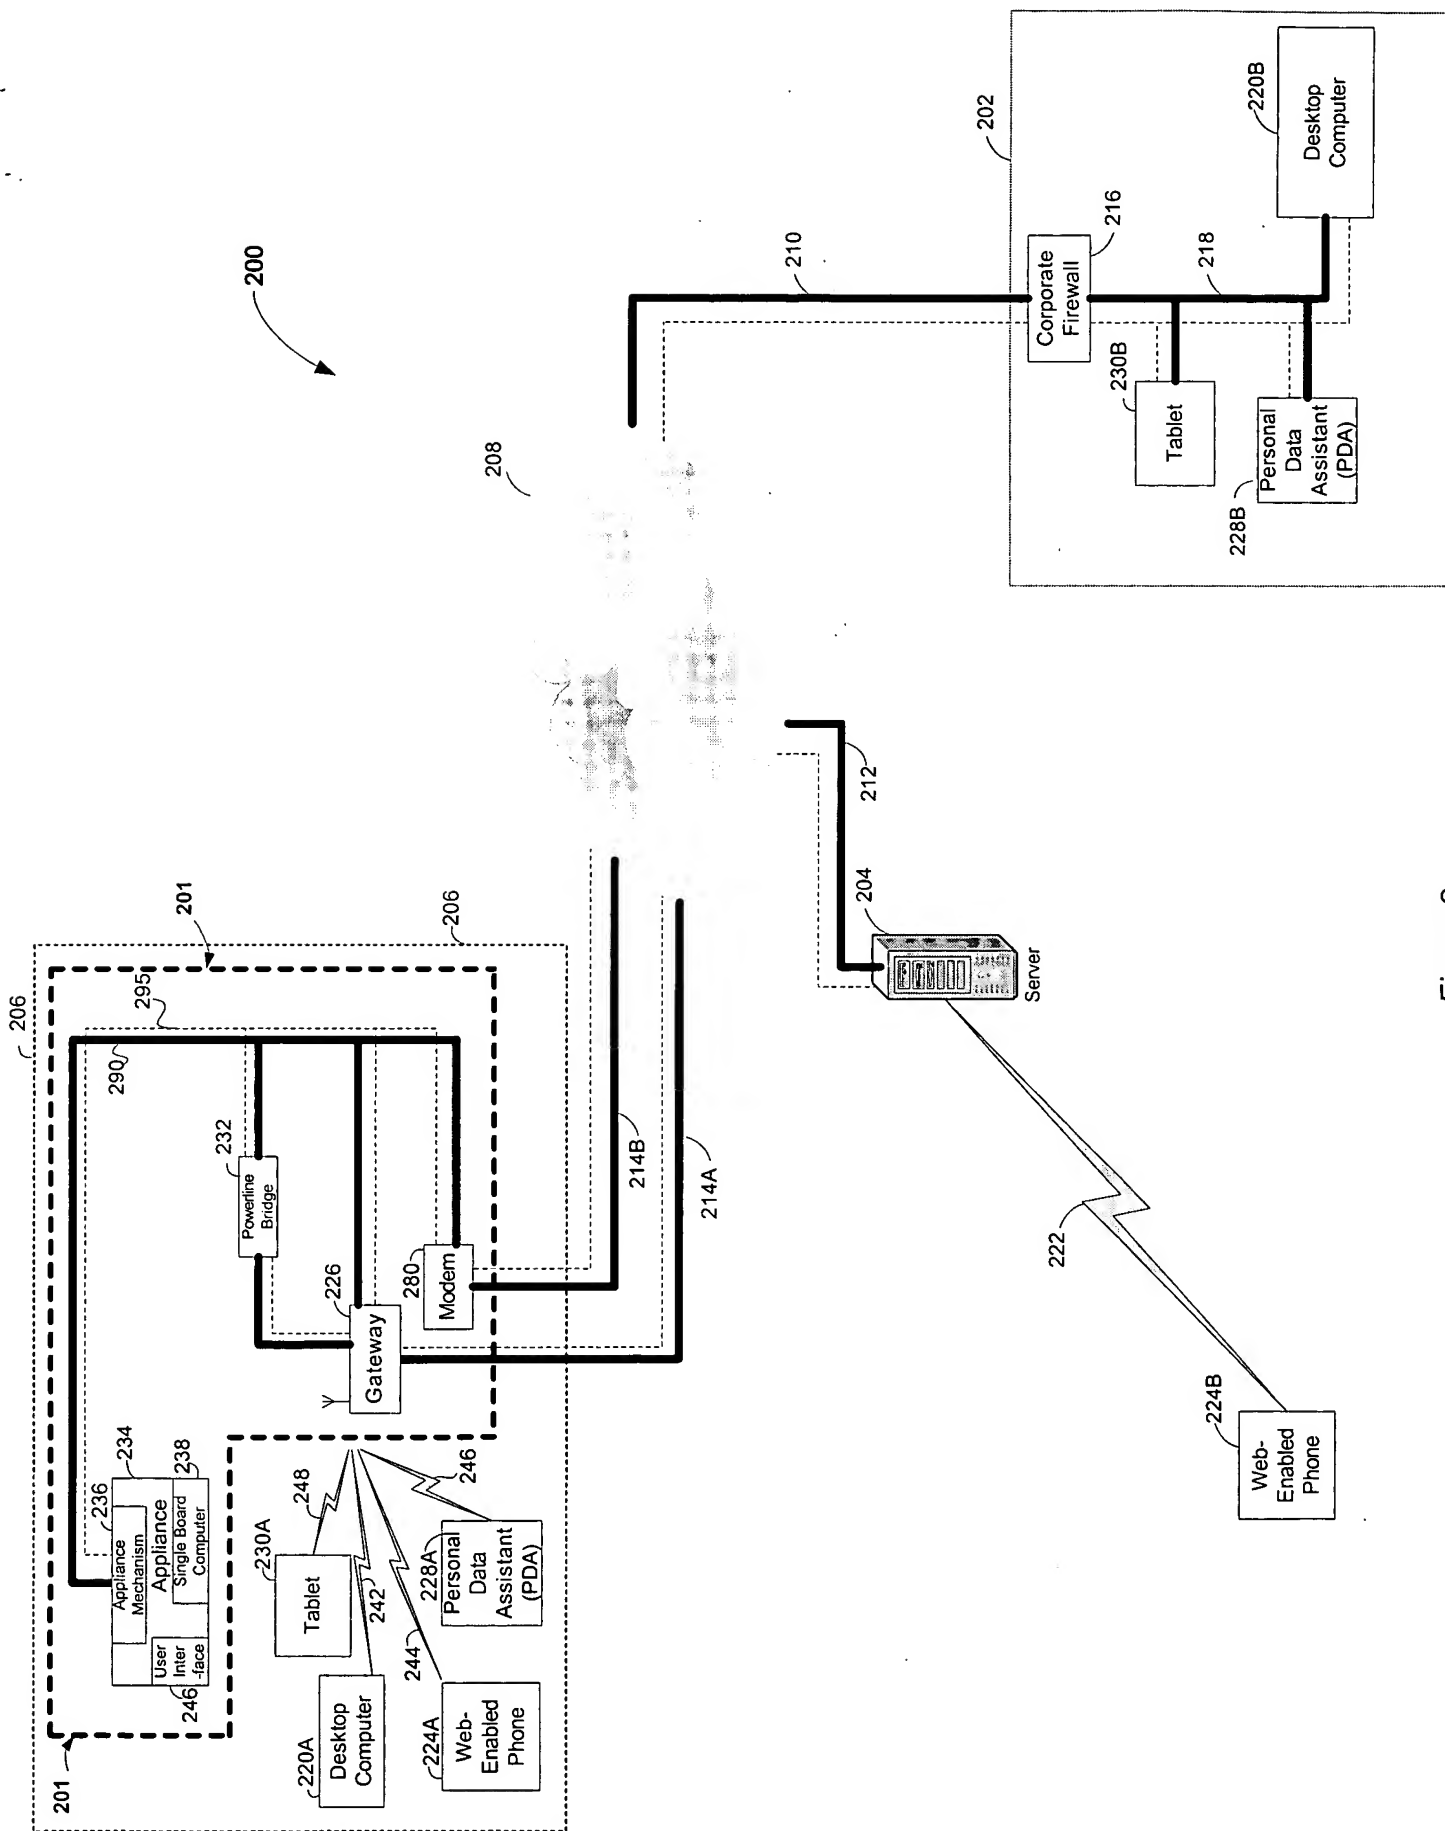 200
206
201
206
201
295
290
Powerline
Bridge
232
Gateway
226
Modem
280
214B
214A
Appliance
234
Appliance
Mechanism
236
Single Board
Computer
238
User
Inter
-face
246
Tablet
230A
248
Desktop
Computer
220A
242
Web-
Enabled
Phone
224A
244
Personal
Data
Assistant
(PDA)
228A
246
208
212
204
Server
222
Web-
Enabled
Phone
224B
210
202
Corporate
Firewall
216
218
Tablet
230B
Personal
Data
Assistant
(PDA)
228B
Desktop
Computer
220B